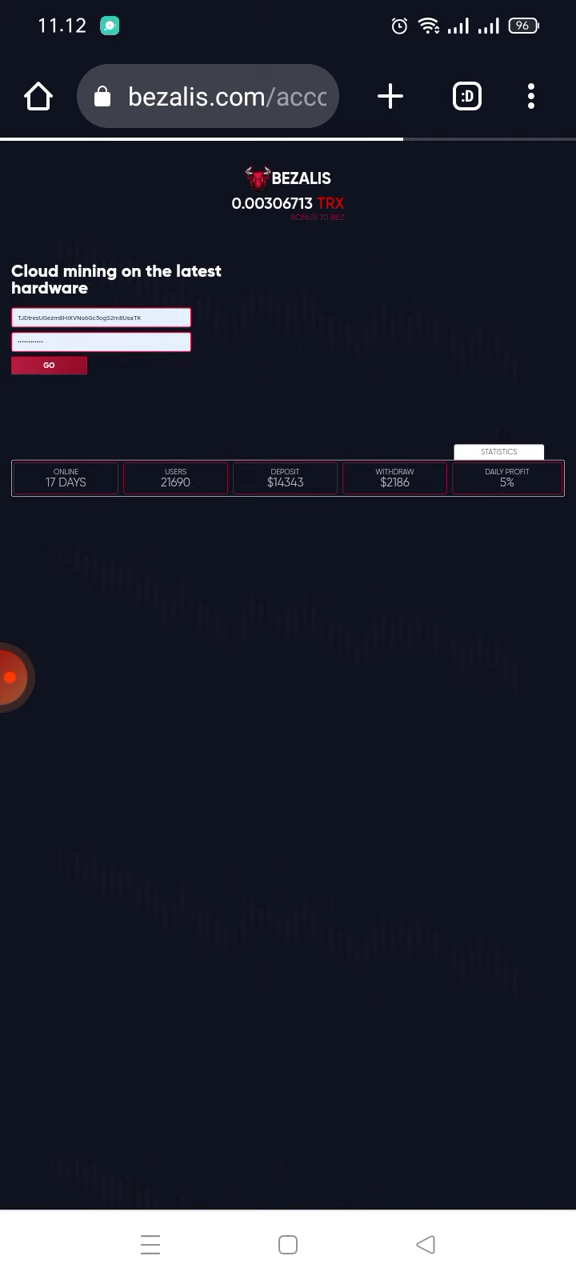 11.12
96
bezalis.com/acco
:D
BEZALIS
0.00306713 TRX
BONUS 70 BEZ
Cloud mining on the latest
hardware
GO
STATISTICS
ONLINE
17 DAYS
USERS
21690
DEPOSIT
$14343
WITHDRAW
$2186
DAILY PROFIT
5%